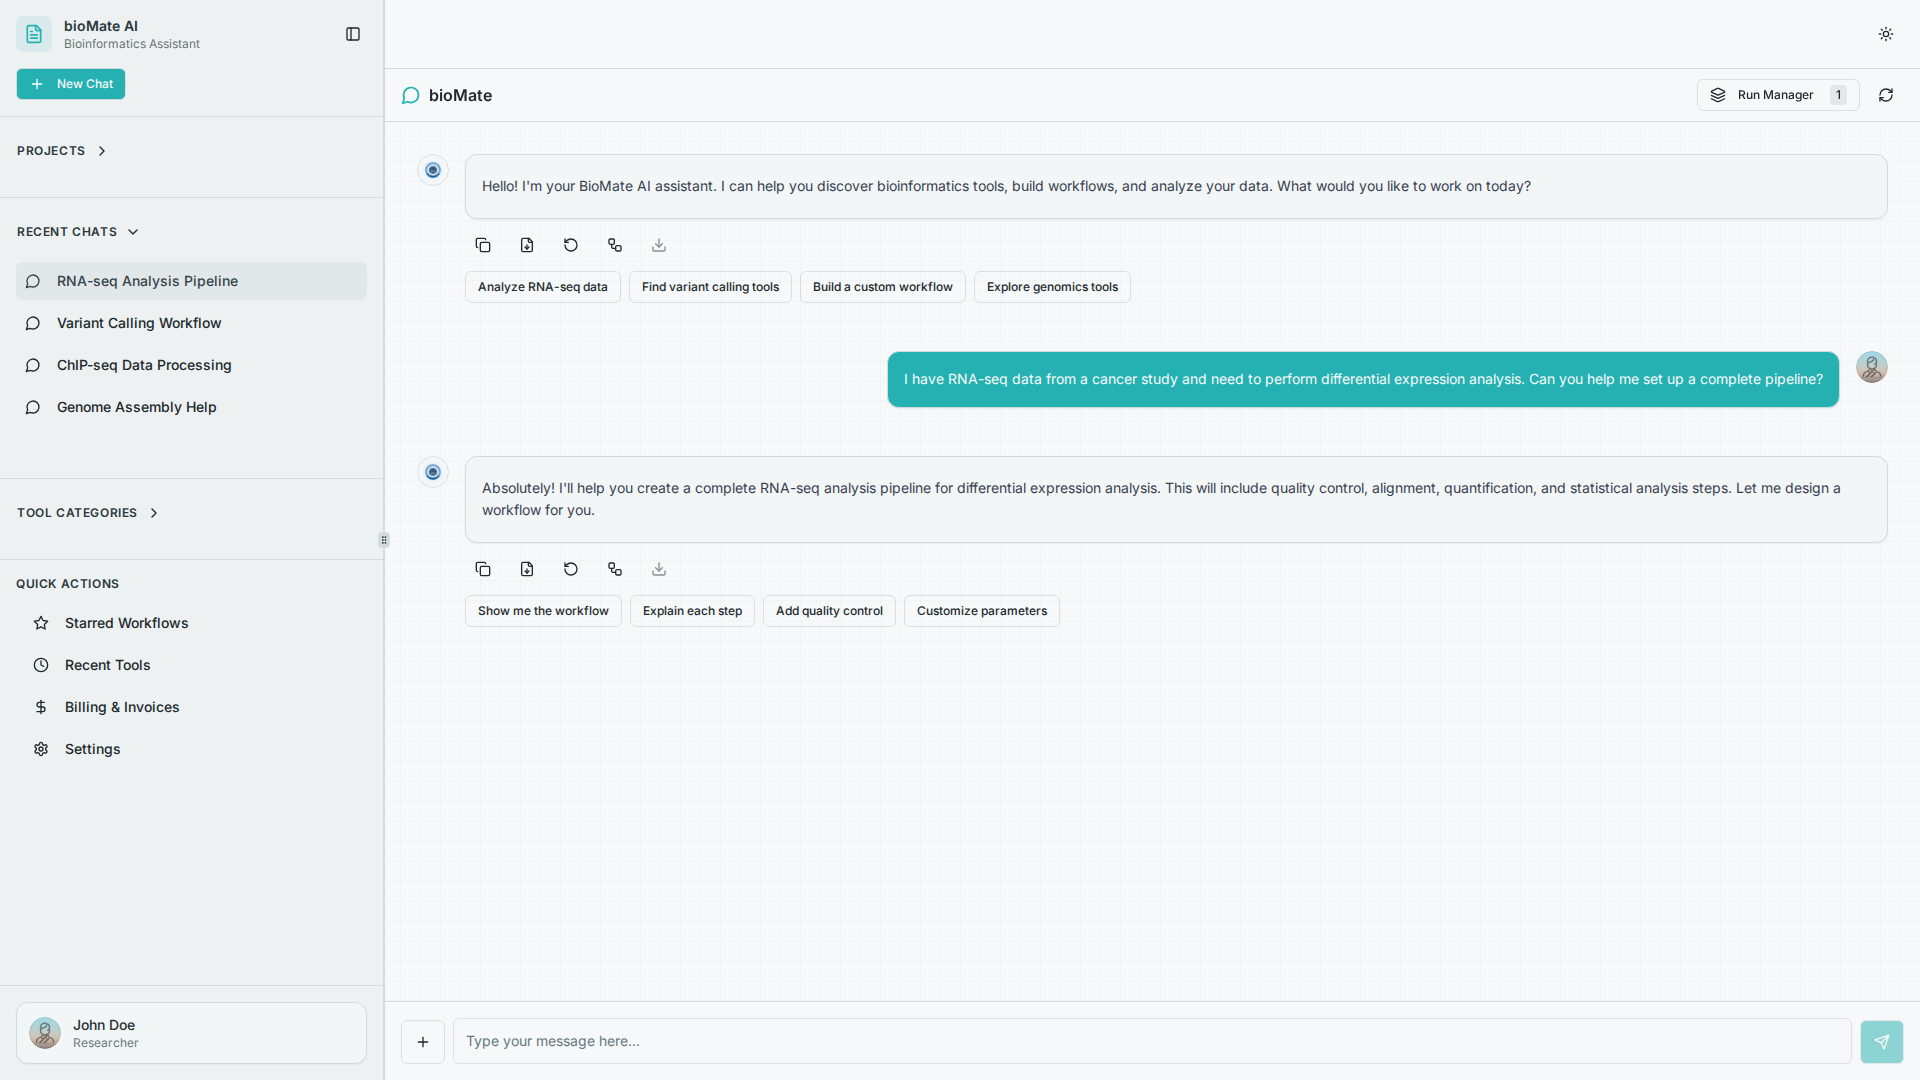 bioMate AI
Bioinformatics Assistant
New Chat
PROJECTS
RECENT CHATS
RNA-seq Analysis Pipeline
Variant Calling Workflow
ChIP-seq Data Processing
Genome Assembly Help
TOOL CATEGORIES
QUICK ACTIONS
Starred Workflows
Recent Tools
Billing & Invoices
Settings
John Doe
Researcher
bioMate
Run Manager 1
Hello! I'm your BioMate AI assistant. I can help you discover bioinformatics tools, build workflows, and analyze your data. What would you like to work on today?
Analyze RNA-seq data
Find variant calling tools
Build a custom workflow
Explore genomics tools
I have RNA-seq data from a cancer study and need to perform differential expression analysis. Can you help me set up a complete pipeline?
Absolutely! I'll help you create a complete RNA-seq analysis pipeline for differential expression analysis. This will include quality control, alignment, quantification, and statistical analysis steps. Let me design a
workflow for you.
Show me the workflow
Explain each step
Add quality control
Customize parameters
Type your message here...